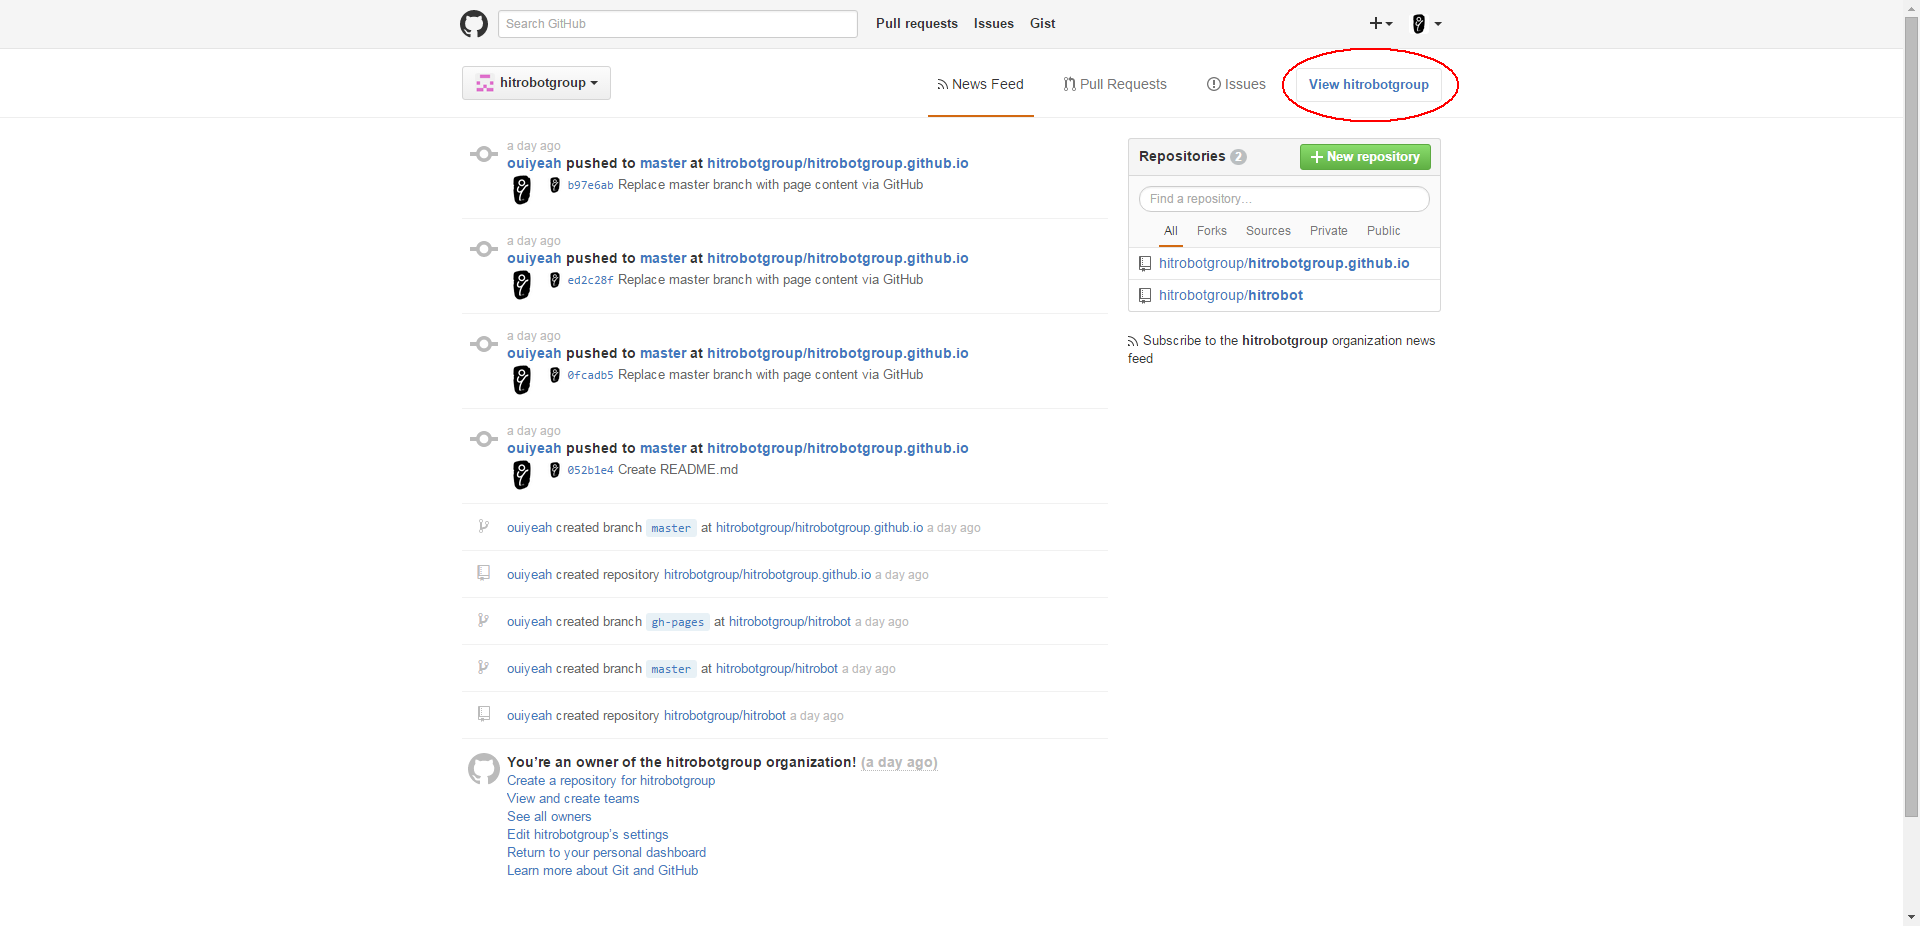 Search GitHub Pull requests Issues Gist
hitrobotgroup News Feed Pull Requests Issues View hitrobotgroup
a day ago
ouiyeah pushed to master at hitrobotgroup/hitrobotgroup.github.io
b97e6ab Replace master branch with page content via GitHub
a day ago
ouiyeah pushed to master at hitrobotgroup/hitrobotgroup.github.io
ed2c28f Replace master branch with page content via GitHub
a day ago
ouiyeah pushed to master at hitrobotgroup/hitrobotgroup.github.io
0fcadb5 Replace master branch with page content via GitHub
a day ago
ouiyeah pushed to master at hitrobotgroup/hitrobotgroup.github.io
052b1e4 Create README.md
ouiyeah created branch master at hitrobotgroup/hitrobotgroup.github.io a day ago
ouiyeah created repository hitrobotgroup/hitrobotgroup.github.io a day ago
ouiyeah created branch gh-pages at hitrobotgroup/hitrobot a day ago
ouiyeah created branch master at hitrobotgroup/hitrobot a day ago
ouiyeah created repository hitrobotgroup/hitrobot a day ago
You’re an owner of the hitrobotgroup organization! (a day ago)
Create a repository for hitrobotgroup
View and create teams
See all owners
Edit hitrobotgroup’s settings
Return to your personal dashboard
Learn more about Git and GitHub
Repositories 2 New repository
Find a repository…
All Forks Sources Private Public
hitrobotgroup/hitrobotgroup.github.io
hitrobotgroup/hitrobot
Subscribe to the hitrobotgroup organization news
feed